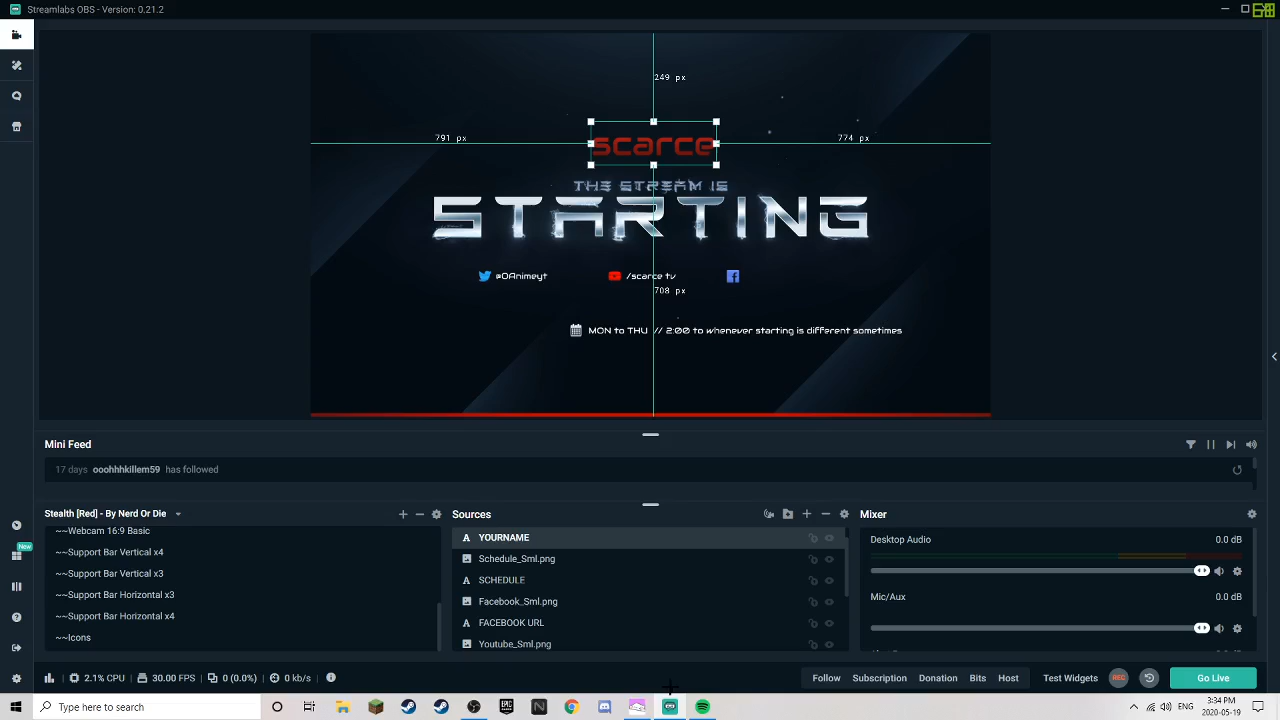 Streamlabs OBS - Version: 0.21.2
249 px
791 px
774 px
scarce
THE STREAM IS
STARTING
@OAnimeyt
/scarce tv
708 px
MON to THU // 2:00 to whenever starting is different sometimes
Mini Feed
17 days ooohhhkillem59 has followed
Stealth [Red] - By Nerd Or Die
Sources
Mixer
~~Webcam 16:9 Basic
~~Support Bar Vertical x4
~~Support Bar Vertical x3
~~Support Bar Horizontal x3
~~Support Bar Horizontal x4
~~Icons
YOURNAME
Schedule_Sml.png
SCHEDULE
Facebook_Sml.png
FACEBOOK URL
Youtube_Sml.png
Desktop Audio
0.0 dB
Mic/Aux
0.0 dB
New
2.1% CPU
30.00 FPS
0 (0.0%)
0 kb/s
Follow
Subscription
Donation
Bits
Host
Test Widgets
REC
Go Live
Type here to search
EPIC
GAMES
3:34 PM
2020-05-19